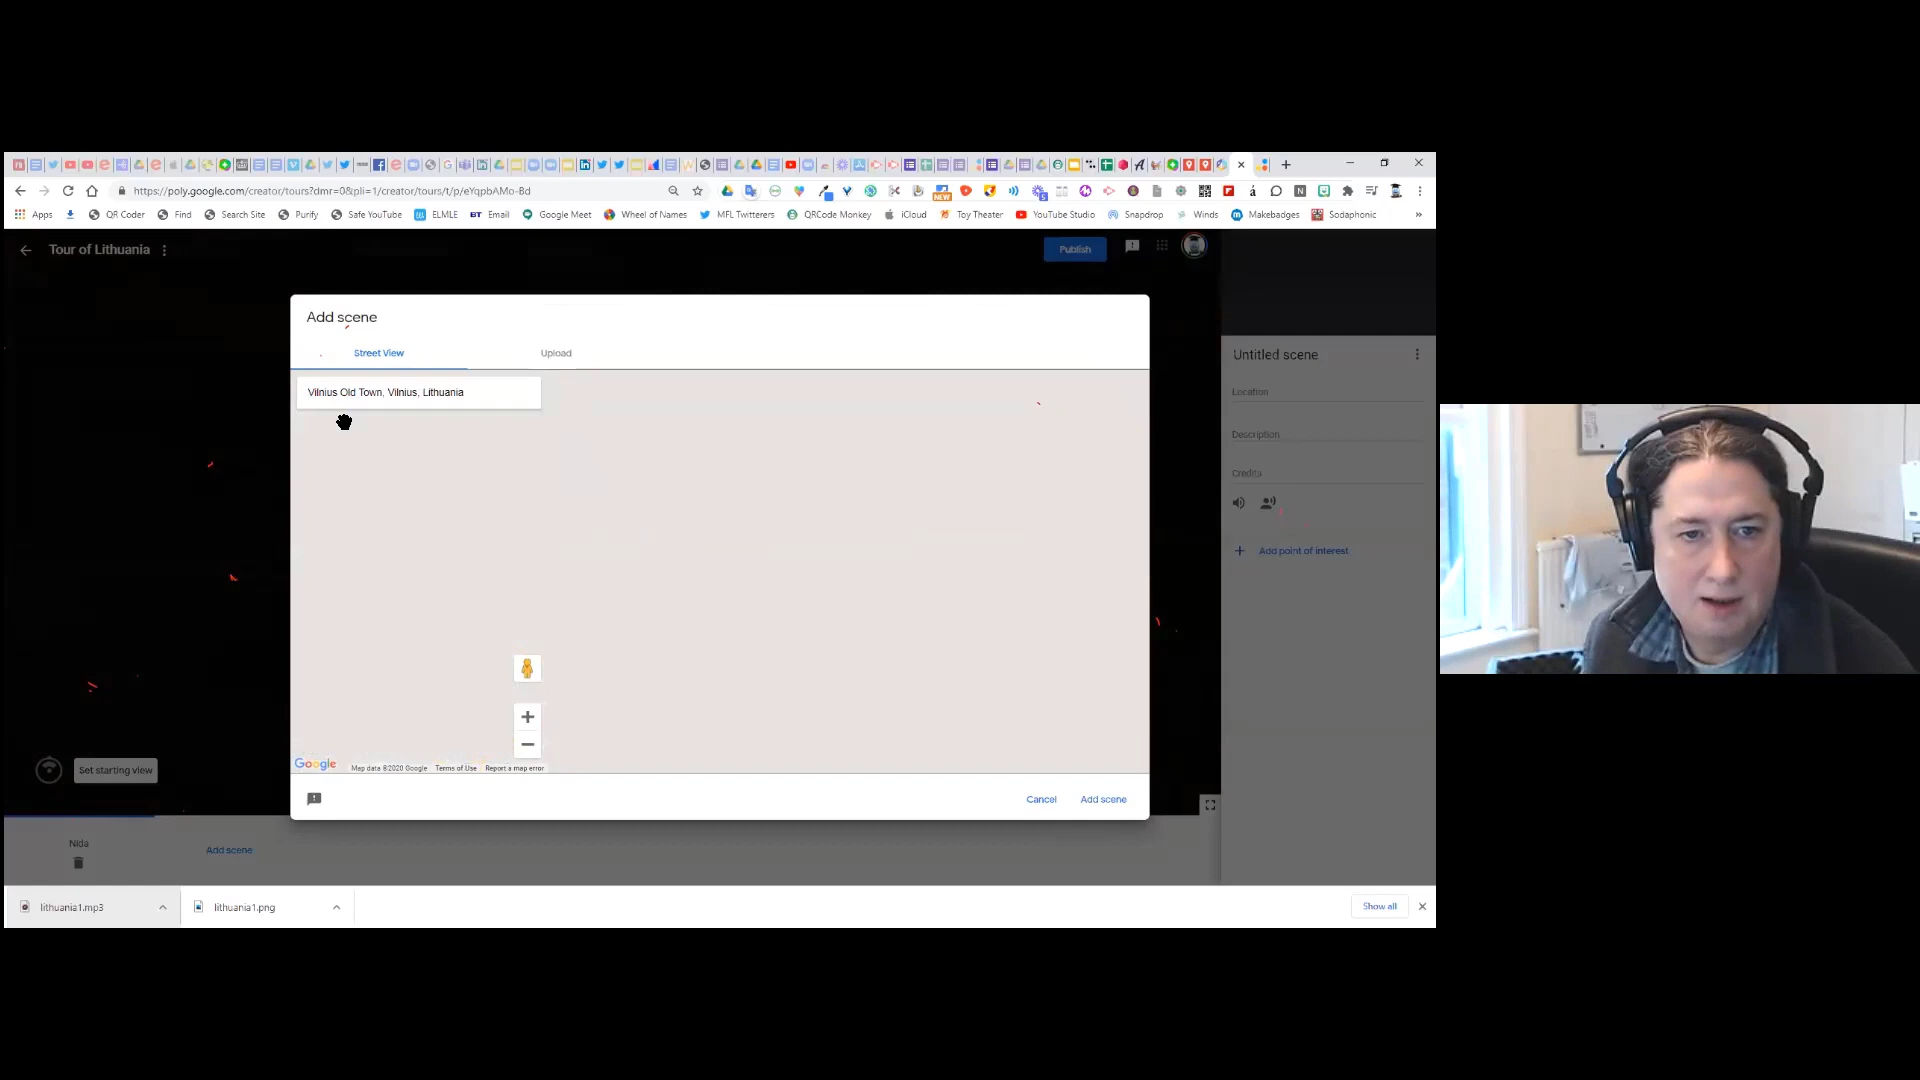 https://poly.google.com/creator/tours?dmr=0&pli=1/creator/tours/t/p/eYqpbAMo-Bd
NEW
Apps
QR Coder
Find
Search Site
Purify
Safe YouTube
ELMLE
BT Email
Google Meet
Wheel of Names
MFL Twitterers
QRCode Monkey
iCloud
Toy Theater
YouTube Studio
Snapdrop
Winds
Makebadges
Sodaphonic
»
Tour of Lithuania
Publish
Add scene
Street View
Upload
Vilnius Old Town, Vilnius, Lithuania
Google
Map data ©2020 Google
Terms of Use
Report a map error
Cancel
Add scene
Untitled scene
Location
Description
Credits
Add point of interest
Set starting view
Nida
Add scene
lithuania1.mp3
lithuania1.png
Show all